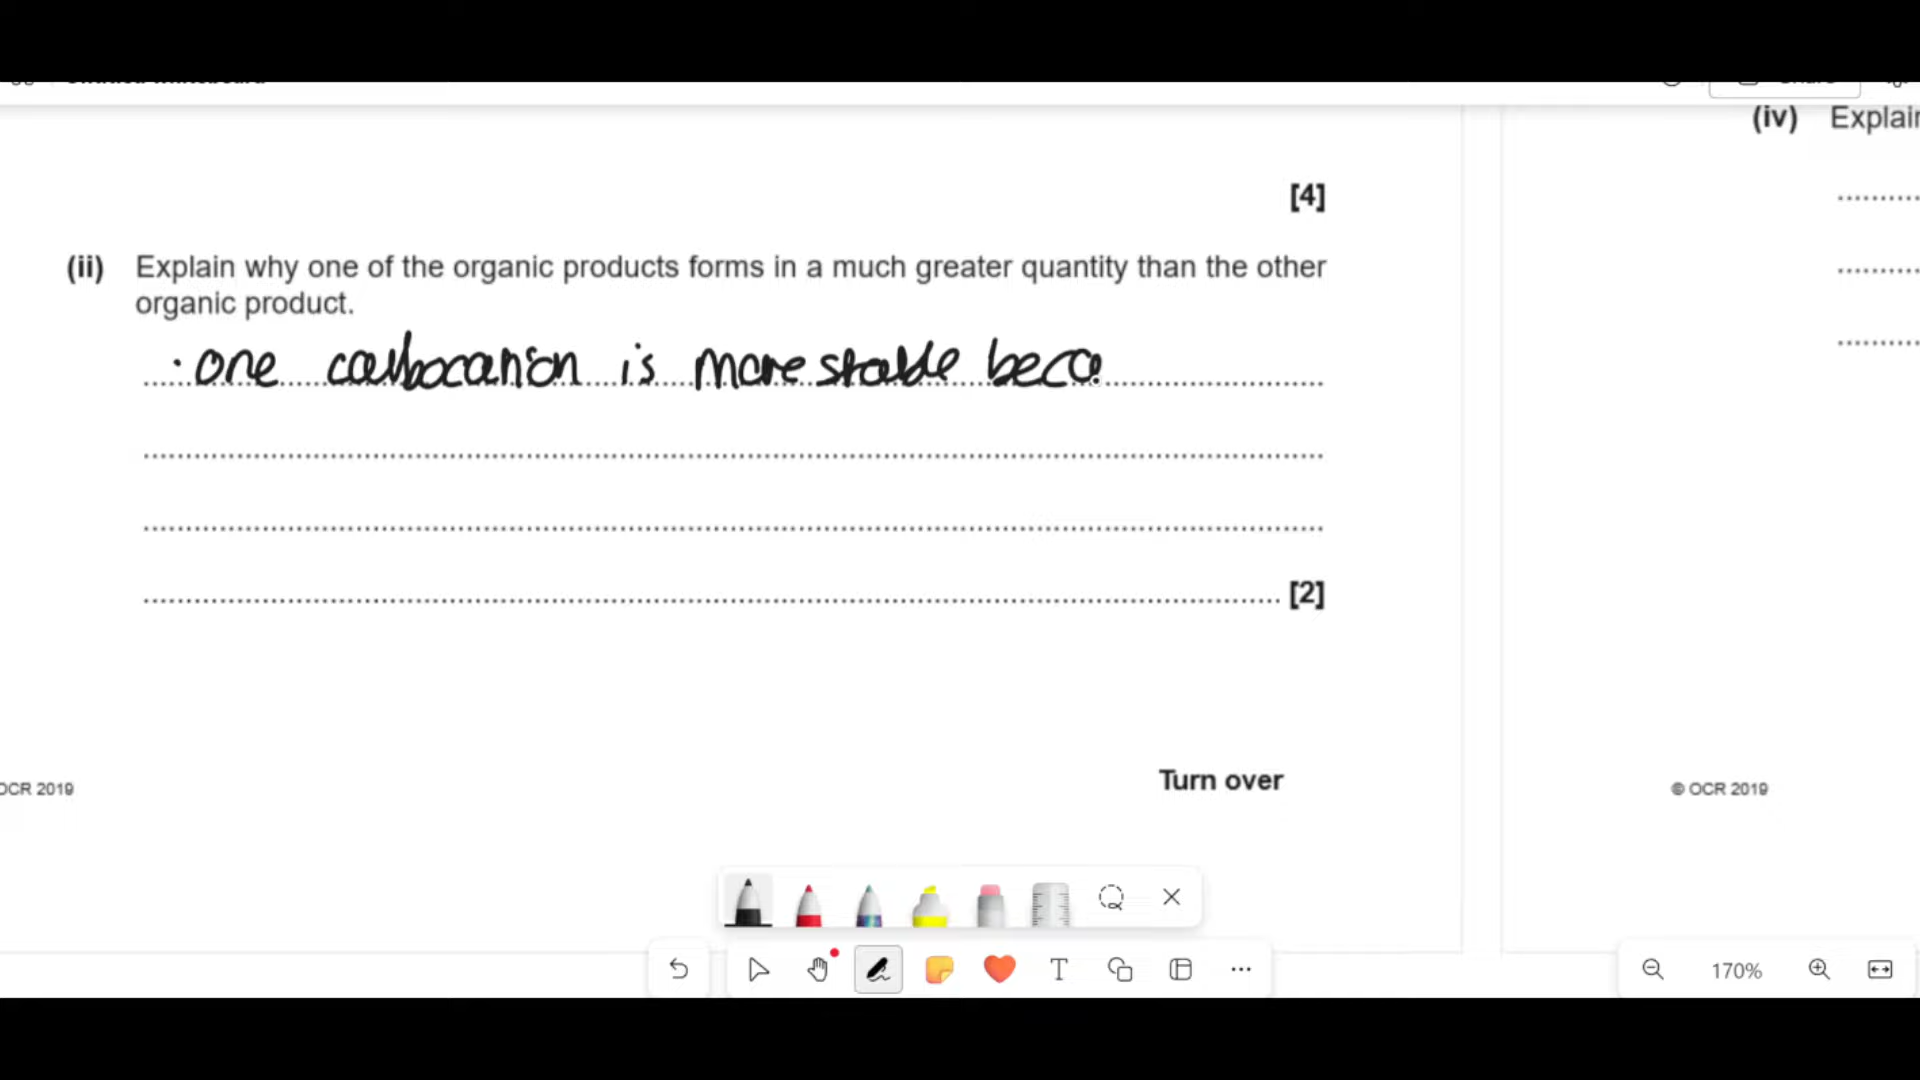 (iv) Explain
[4]
(ii) Explain why one of the organic products forms in a much greater quantity than the other
organic product.
· one carbocation is more stable beca
[2]
Turn over
OCR 2019
© OCR 2019
T
170%